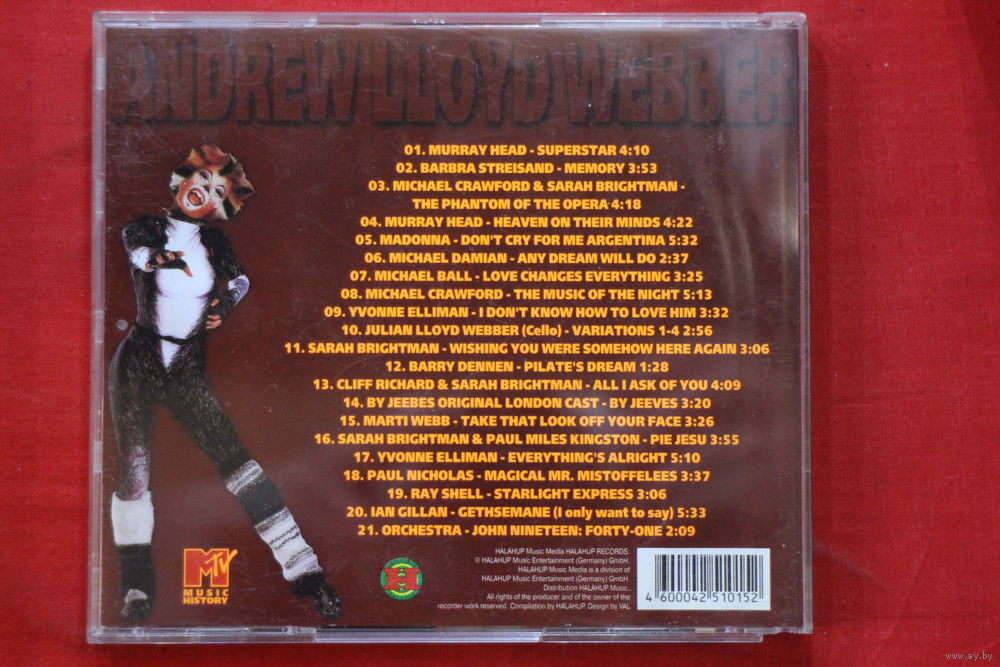 ANDREW LLOYD WEBBER
01. MURRAY HEAD - SUPERSTAR 4:10
02. BARBRA STREISAND - MEMORY 3:53
03. MICHAEL CRAWFORD & SARAH BRIGHTMAN -
THE PHANTOM OF THE OPERA 4:18
04. MURRAY HEAD - HEAVEN ON THEIR MINDS 4:22
05. MADONNA - DON'T CRY FOR ME ARGENTINA 5:32
06. MICHAEL DAMIAN - ANY DREAM WILL DO 2:37
07. MICHAEL BALL - LOVE CHANGES EVERYTHING 3:25
08. MICHAEL CRAWFORD - THE MUSIC OF THE NIGHT 5:13
09. YVONNE ELLIMAN - I DON'T KNOW HOW TO LOVE HIM 3:32
10. JULIAN LLOYD WEBBER (Cello) - VARIATIONS 1-4 2:56
11. SARAH BRIGHTMAN - WISHING YOU WERE SOMEHOW HERE AGAIN 3:06
12. BARRY DENNEN - PILATE'S DREAM 1:28
13. CLIFF RICHARD & SARAH BRIGHTMAN - ALL I ASK OF YOU 4:09
14. BY JEEBES ORIGINAL LONDON CAST - BY JEEVES 3:20
15. MARTI WEBB - TAKE THAT LOOK OFF YOUR FACE 3:26
16. SARAH BRIGHTMAN & PAUL MILES KINGSTON - PIE JESU 3:55
17. YVONNE ELLIMAN - EVERYTHING'S ALRIGHT 5:10
18. PAUL NICHOLAS - MAGICAL MR. MISTOFFELEES 3:37
19. RAY SHELL - STARLIGHT EXPRESS 3:06
20. IAN GILLAN - GETHSEMANE (I only want to say) 5:33
21. ORCHESTRA - JOHN NINETEEN: FORTY-ONE 2:09
MTV
MUSIC
HISTORY
HALAHUP Music Media HALAHUP RECORDS.
© HALAHUP Music Entertainment (Germany) GmbH.
HALAHUP Music Media is a division of
HALAHUP Music Entertainment (Germany) GmbH.
Distribution HALAHUP Music.
All rights of the producer and of the owner of the
recorder work reserved. Compilation by HALAHUP. Design by VAL
4 600042 510152
www.ay.by